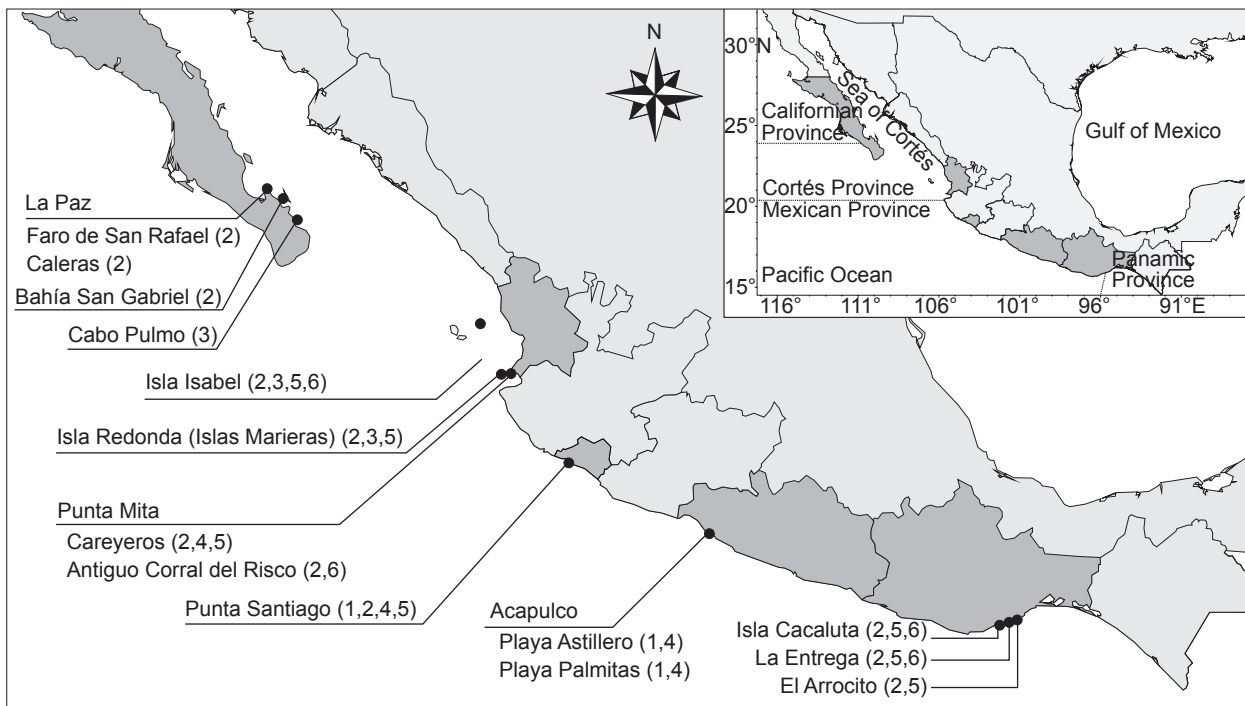 N
La Paz
Faro de San Rafael (2)
Caleras (2)
Bahía San Gabriel (2)
Cabo Pulmo (3)
Isla Isabel (2,3,5,6)
Isla Redonda (Islas Marieras) (2,3,5)
Punta Mita
Careyeros (2,4,5)
Antiguo Corral del Risco (2,6)
Punta Santiago (1,2,4,5)
Acapulco
Playa Astillero (1,4)
Playa Palmitas (1,4)
Isla Cacaluta (2,5,6)
La Entrega (2,5,6)
El Arrocito (2,5)
30°N
25°
20°
15°
Sea of Cortés
Californian
Province
Gulf of Mexico
Cortés Province
Mexican Province
Pacific Ocean
Panamic
Province
116°
111°
106°
101°
96°
91°E